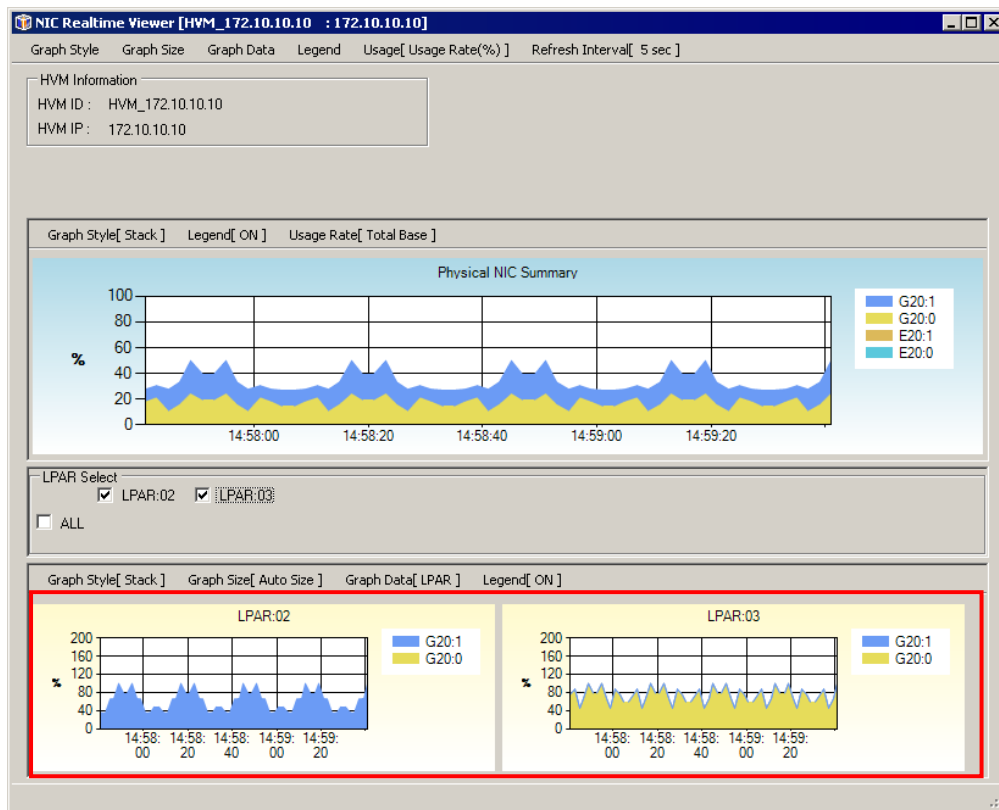 NIC Realtime Viewer [HVM_172.10.10.10 : 172.10.10.10]
Graph Style Graph Size Graph Data Legend Usage[ Usage Rate(%) ] Refresh Interval[ 5 sec ]
HVM Information
HVM ID : HVM_172.10.10.10
HVM IP : 172.10.10.10
Graph Style[ Stack ] Legend[ ON ] Usage Rate[ Total Base ]
Physical NIC Summary
100
80
60
40
20
0
%
14:58:00 14:58:20 14:58:40 14:59:00 14:59:20
G20:1
G20:0
E20:1
E20:0
LPAR Select
LPAR:02 LPAR:03
ALL
Graph Style[ Stack ] Graph Size[ Auto Size ] Graph Data[ LPAR ] Legend[ ON ]
LPAR:02
200
160
120
80
40
0
%
14:58: 14:58: 14:58: 14:59: 14:59:
00 20 40 00 20
G20:1
G20:0
LPAR:03
200
160
120
80
40
0
%
14:58: 14:58: 14:58: 14:59: 14:59:
00 20 40 00 20
G20:1
G20:0